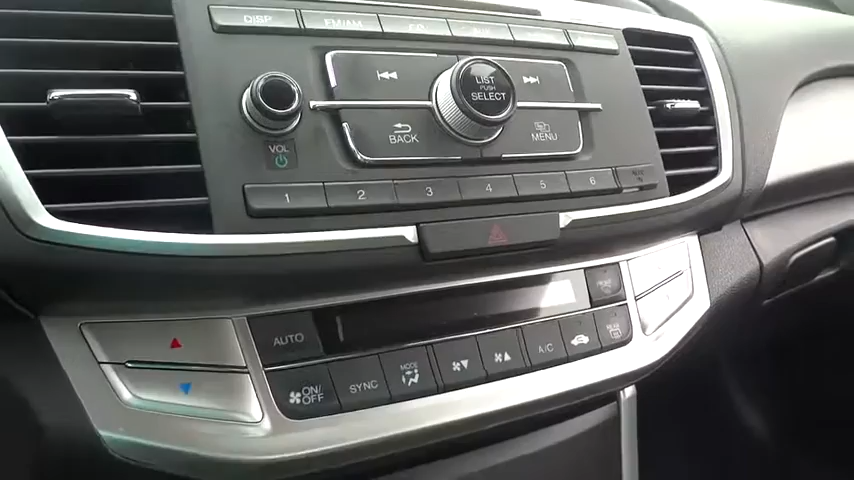 DISP
FM/AM
LIST
PUSH
SELECT
BACK
MENU
VOL
1 2 3 4 5 6
AUTO
ON/OFF
SYNC
MODE
A/C
REAR